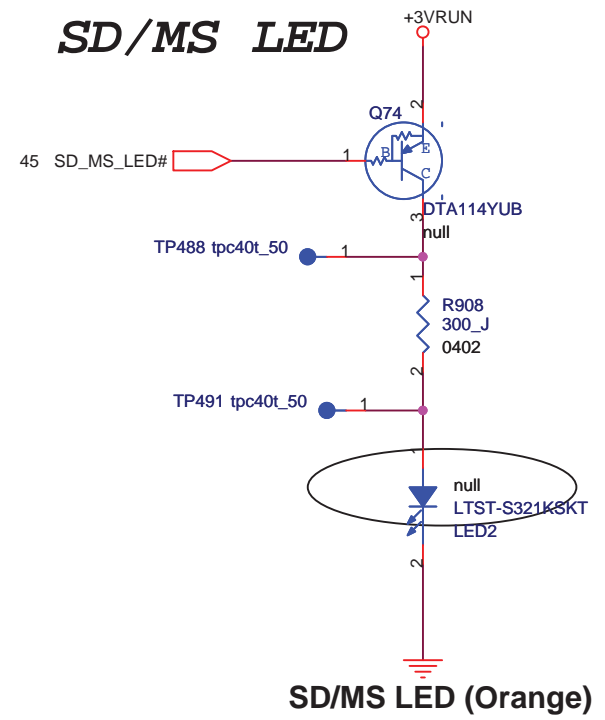 SD/MS LED
+3VRUN
2
Q74
45 SD_MS_LED#
1
B
E
C
DTA114YUB
3
null
TP488 tpc40t_50
1
1
R908
300_J
0402
2
TP491 tpc40t_50
1
1
null
LTST-S321KSKT
LED2
2
SD/MS LED (Orange)